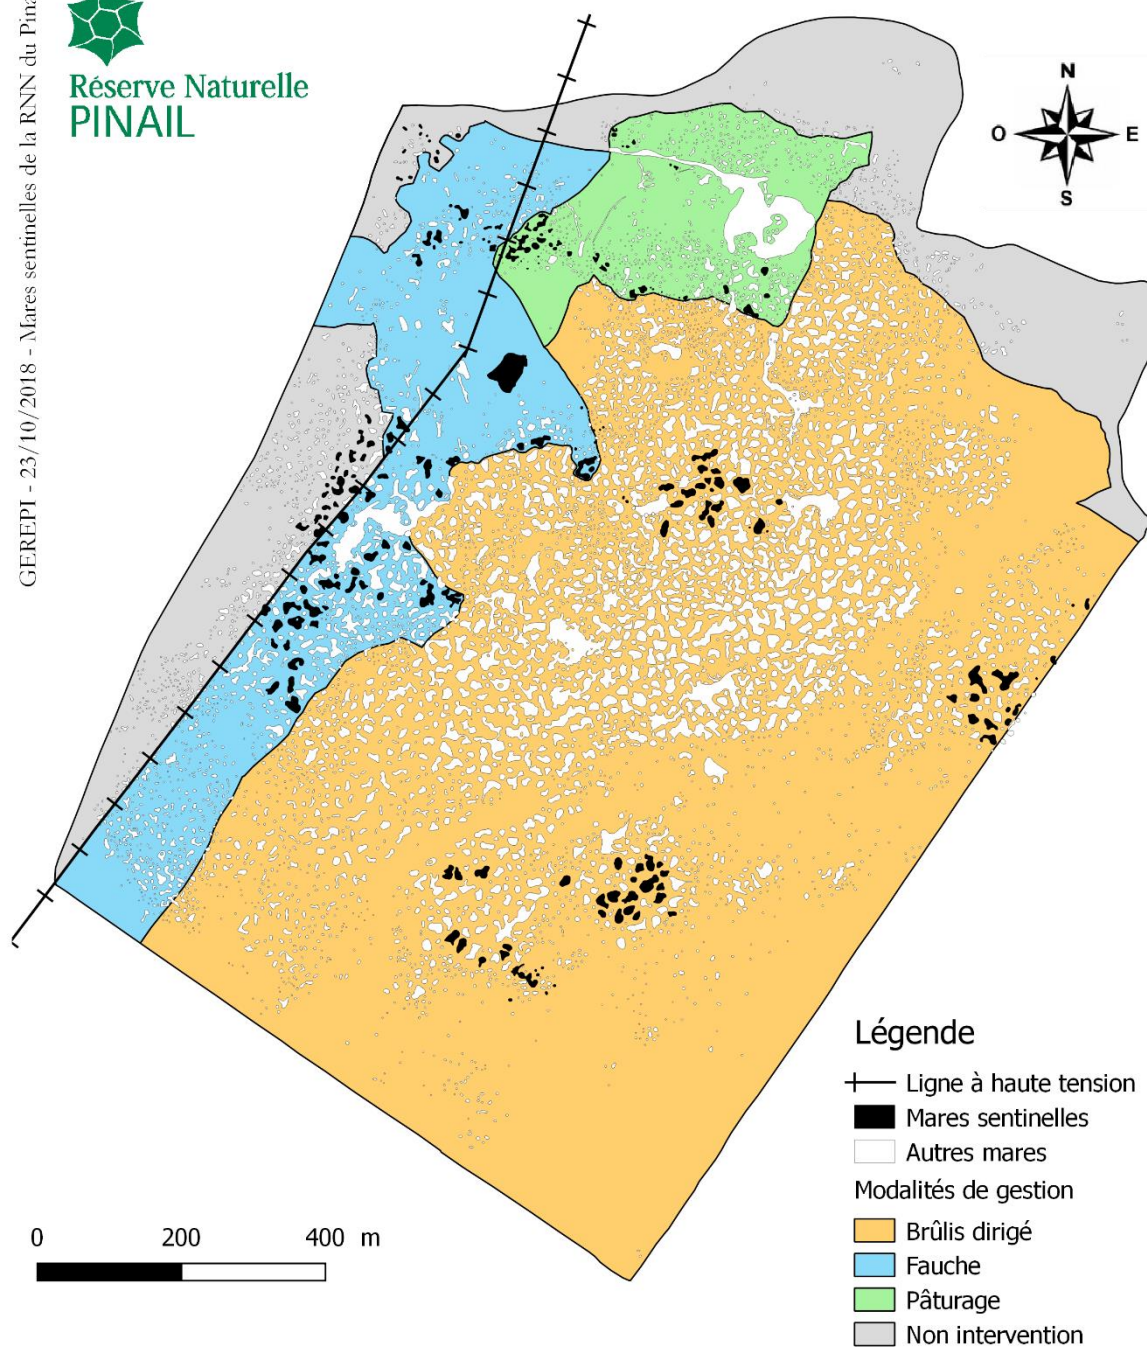 GEREPI - 23/10/2018 - Mares sentinelles de la RNN du
Réserve Naturelle
PINAIL
N
O E
S
Légende
Ligne à haute tension
Mares sentinelles
Autres mares
Modalités de gestion
Brûlis dirigé
Fauche
Pâturage
Non intervention
0 200 400 m